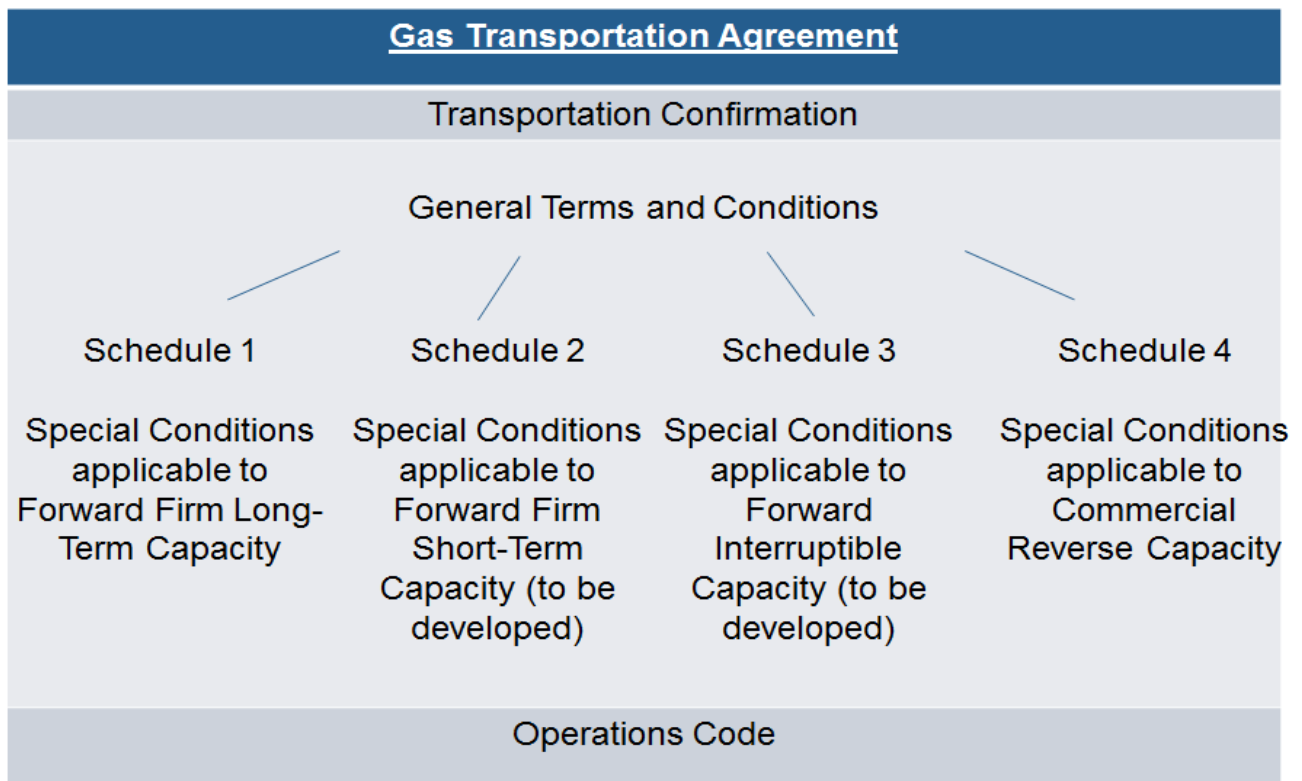 Gas Transportation Agreement
Transportation Confirmation
General Terms and Conditions
Schedule 1
Special Conditions
applicable to
Forward Firm Long-
Term Capacity
Schedule 2
Special Conditions
applicable to
Forward Firm
Short-Term
Capacity (to be
developed)
Schedule 3
Special Conditions
applicable to
Forward
Interruptible
Capacity (to be
developed)
Schedule 4
Special Conditions
applicable to
Commercial
Reverse Capacity
Operations Code